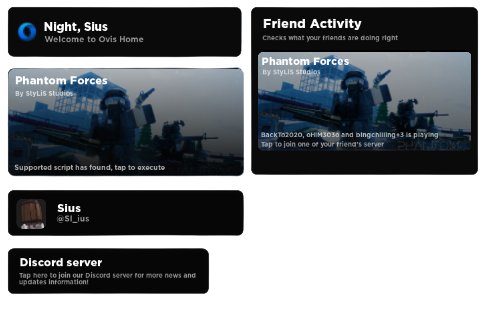 Night, Sius
Welcome to Ovis Home
Phantom Forces
By StyLiS Studios
Supported script has found, tap to execute
Sius
@SI_ius
Discord server
Tap here to join our Discord server for more news and
updates information!
Friend Activity
Checks what your friends are doing right
Phantom Forces
By StyLiS Studios
and bingchilling+3 is playing
Tap to join one of your friend's server